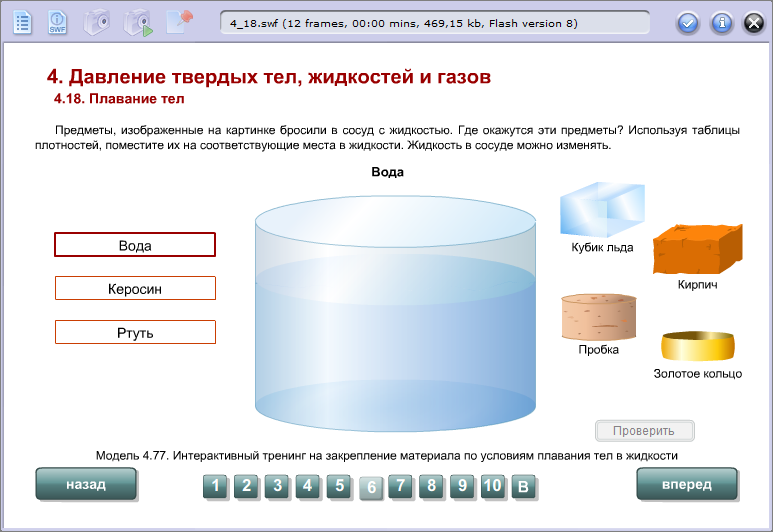 SWF
4_18.swf (12 frames, 00:00 mins, 469,15 kb, Flash version 8)
4. Давление твердых тел, жидкостей и газов
4.18. Плавание тел
Предметы, изображенные на картинке бросили в сосуд с жидкостью. Где окажутся эти предметы? Используя таблицы
плотностей, поместите их на соответствующие места в жидкости. Жидкость в сосуде можно изменять.
Вода
Вода
Керосин
Ртуть
Кубик льда
Кирпич
Пробка
Золотое кольцо
Проверить
Модель 4.77. Интерактивный тренинг на закрепление материала по условиям плавания тел в жидкости
назад 1 2 3 4 5 6 7 8 9 10 В вперед